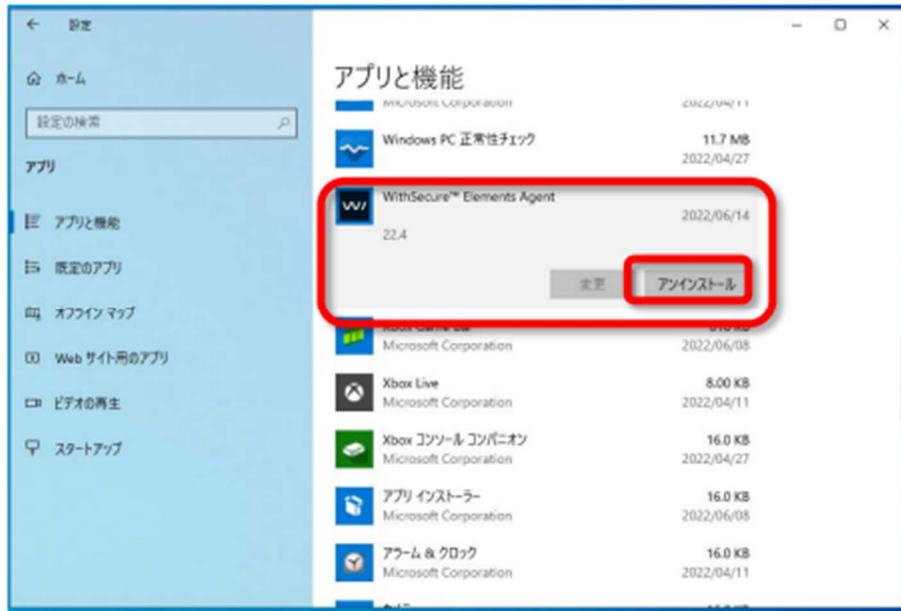 設定
ホーム
設定の検索
アプリ
アプリと機能
既定のアプリ
オフライン マップ
Web サイト用のアプリ
ビデオの再生
スタートアップ
アプリと機能
Microsoft Corporation
2022/04/11
Windows PC 正常性チェック
11.7 MB
2022/04/27
WithSecure™ Elements Agent
2022/06/14
22.4
変更
アンインストール
Xbox Game Bar
Microsoft Corporation
2022/06/08
Xbox Live
8.00 KB
Microsoft Corporation
2022/04/11
Xbox コンソール コンパニオン
16.0 KB
Microsoft Corporation
2022/04/27
アプリ インストーラー
16.0 KB
Microsoft Corporation
2022/06/08
アラーム & クロック
16.0 KB
Microsoft Corporation
2022/04/11